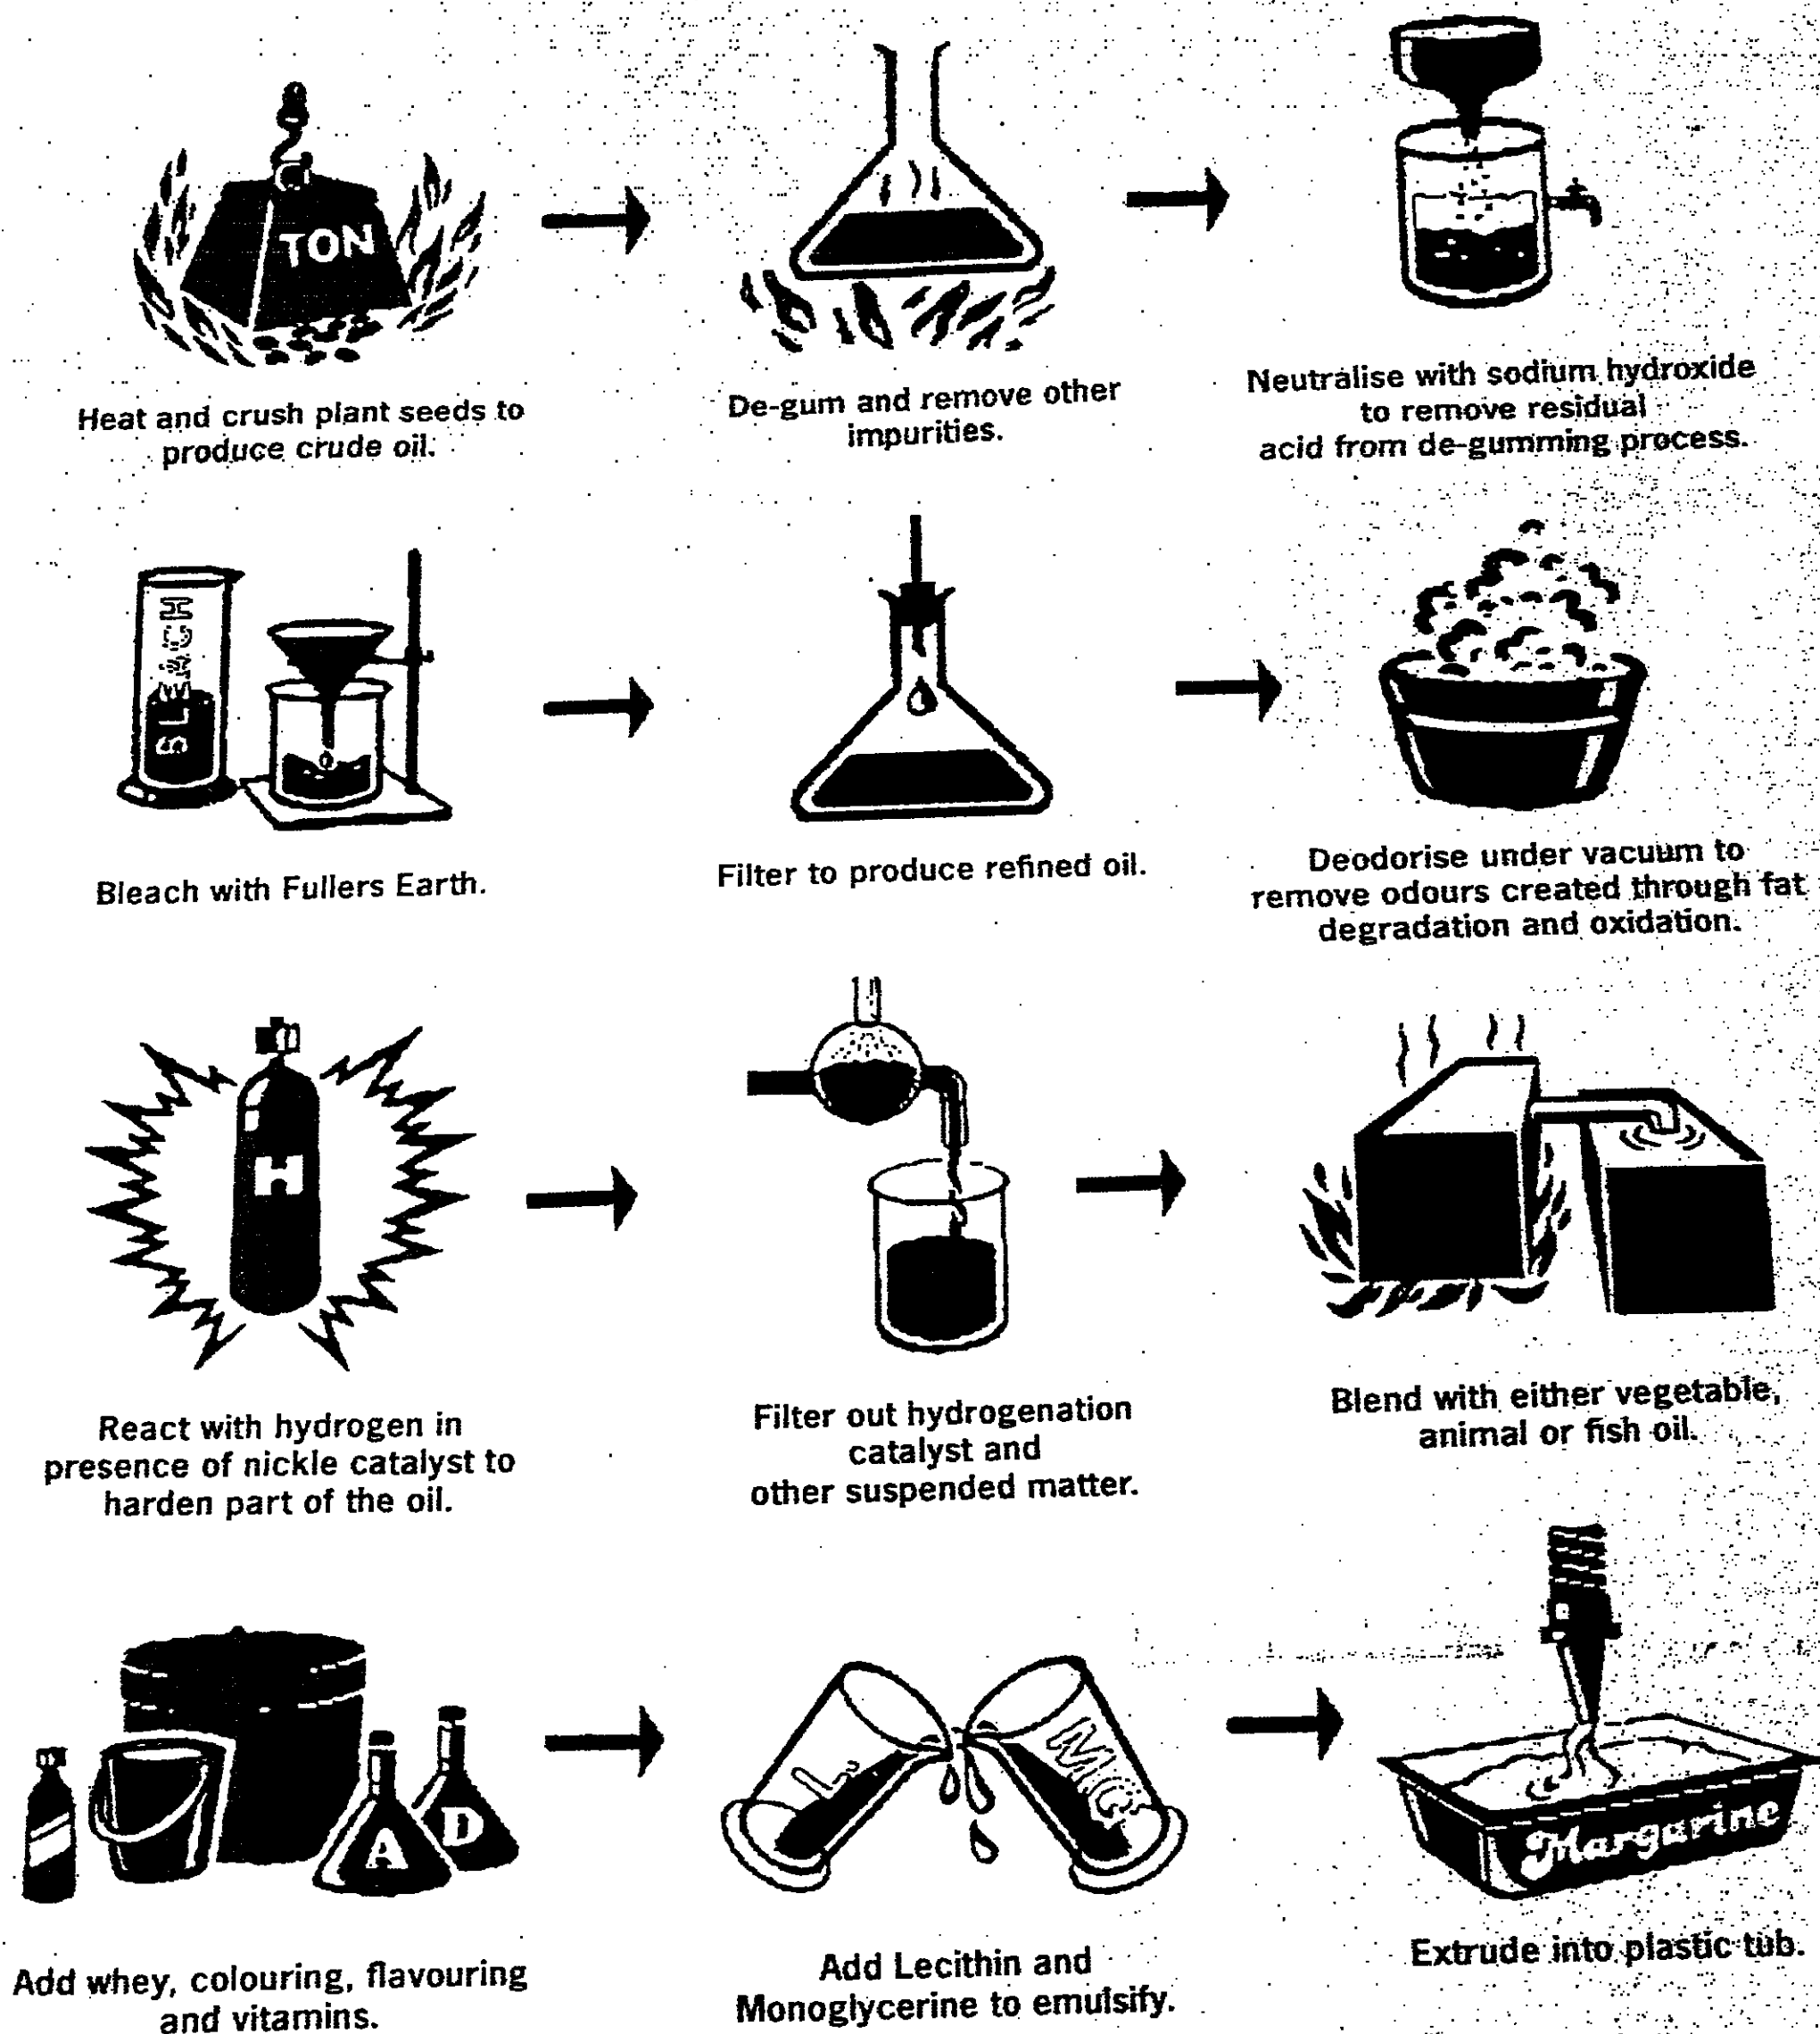 TON
Heat and crush plant seeds to
produce crude oil.
De-gum and remove other
impurities.
Neutralise with sodium hydroxide
to remove residual
acid from de-gumming process.
BLEACH
Bleach with Fullers Earth.
Filter to produce refined oil.
Deodorise under vacuum to
remove odours created through fat
degradation and oxidation.
H
React with hydrogen in
presence of nickle catalyst to
harden part of the oil.
Filter out hydrogenation
catalyst and
other suspended matter.
Blend with either vegetable,
animal or fish oil.
A
D
Add whey, colouring, flavouring
and vitamins.
L
MG
Add Lecithin and
Monoglycerine to emulsify.
Margarine
Extrude into plastic tub.